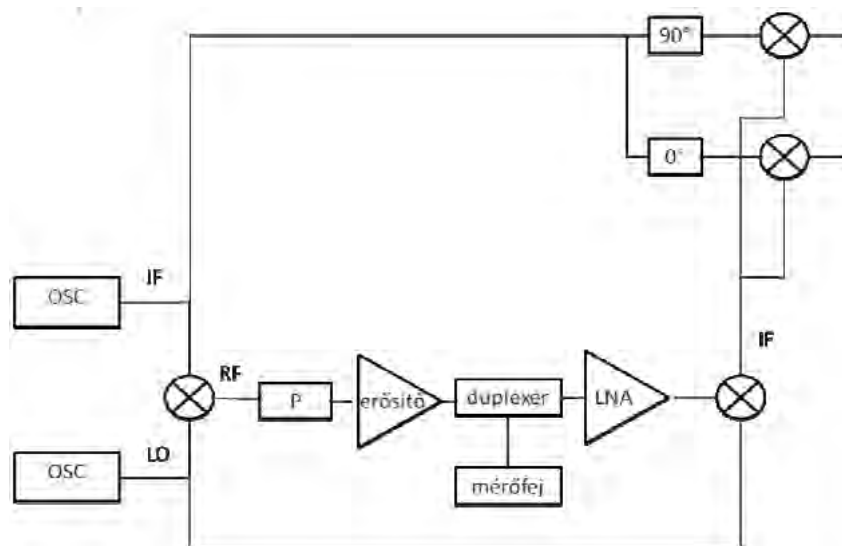 90°
0°
IF
OSC
IF
RF
P
erősítő
duplexer
LNA
LO
OSC
mérőfej